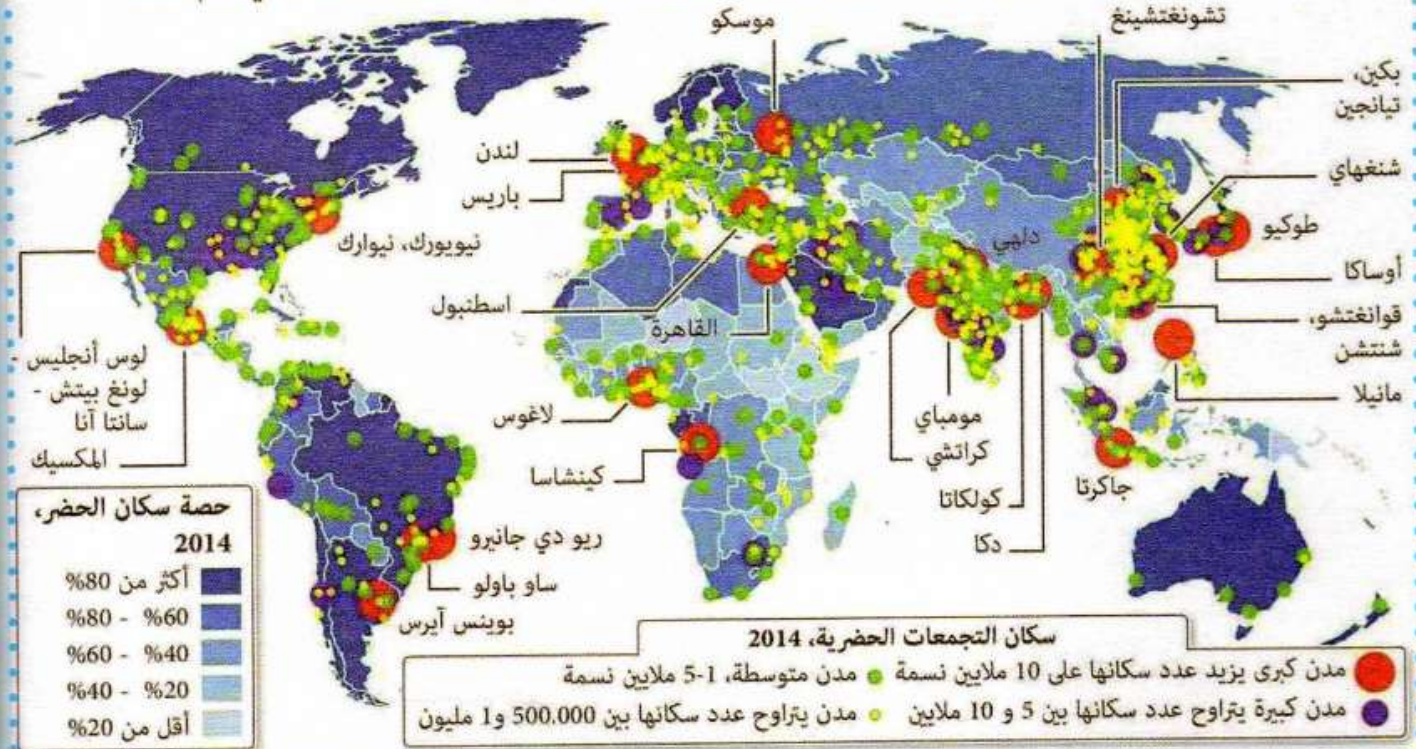 موسكو
تشونغتشينغ
بكين،
تيانجين
شنغهاي
طوكيو
أوساكا
قوانغتشو،
شنتشن
مانيلا
لندن
باريس
نيويورك، نيوارك
اسطنبول
القاهرة
دلهي
لوس أنجليس -
لونغ بيتش -
سانتا آنا
المكسيك
لاغوس
كينشاسا
مومباي
كراتشي
كولكاتا
دكا
جاكرتا
ريو دي جانيرو
ساو باولو
بوينس آيرس
حصة سكان الحضر،
2014
أكثر من 80%
60% - 80%
40% - 60%
20% - 40%
أقل من 20%
سكان التجمعات الحضرية، 2014
مدن كبرى يزيد عدد سكانها على 10 ملايين نسمة
مدن متوسطة، 1-5 ملايين نسمة
مدن كبيرة يتراوح عدد سكانها بين 5 و 10 ملايين
مدن يتراوح عدد سكانها بين 500.000 و1 مليون